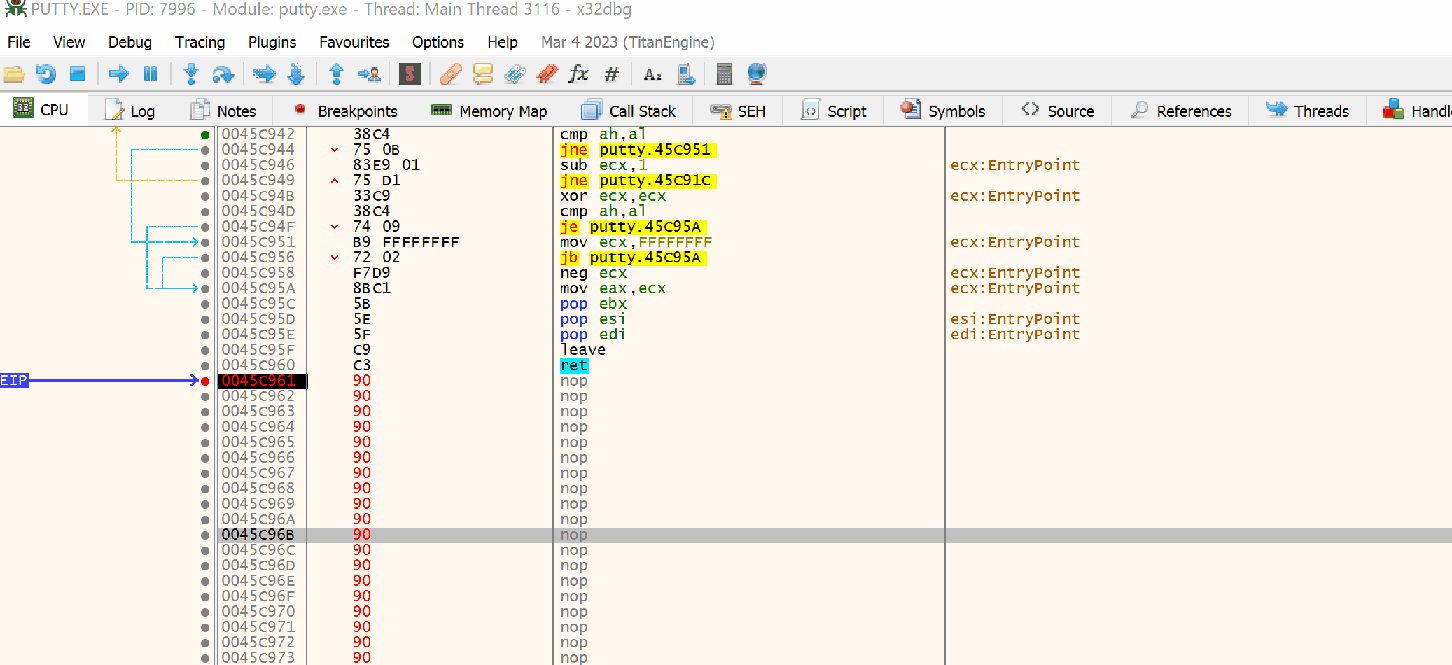 PUTTY.EXE - PID: 7996 - Module: putty.exe - Thread: Main Thread 3116 - x32dbg
File View Debug Tracing Plugins Favourites Options Help Mar 4 2023 (TitanEngine)
CPU Log Notes Breakpoints Memory Map Call Stack SEH Script Symbols Source References Threads
0045C942 38C4 cmp ah,al
0045C944 75 0B jne putty.45C951
0045C946 83E9 01 sub ecx,1 ecx:EntryPoint
0045C949 75 D1 jne putty.45C91C
0045C94B 33C9 xor ecx,ecx ecx:EntryPoint
0045C94D 38C4 cmp ah,al
0045C94F 74 09 je putty.45C95A
0045C951 B9 FFFFFFFF mov ecx,FFFFFFFF ecx:EntryPoint
0045C956 72 02 jb putty.45C95A
0045C958 F7D9 neg ecx ecx:EntryPoint
0045C95A 8BC1 mov eax,ecx ecx:EntryPoint
0045C95C 5B pop ebx
0045C95D 5E pop esi esi:EntryPoint
0045C95E 5F pop edi edi:EntryPoint
0045C95F C9 leave
0045C960 C3 ret
EIP 0045C961 90 nop
0045C962 90 nop
0045C963 90 nop
0045C964 90 nop
0045C965 90 nop
0045C966 90 nop
0045C967 90 nop
0045C968 90 nop
0045C969 90 nop
0045C96A 90 nop
0045C96B 90 nop
0045C96C 90 nop
0045C96D 90 nop
0045C96E 90 nop
0045C96F 90 nop
0045C970 90 nop
0045C971 90 nop
0045C972 90 nop
0045C973 90 nop